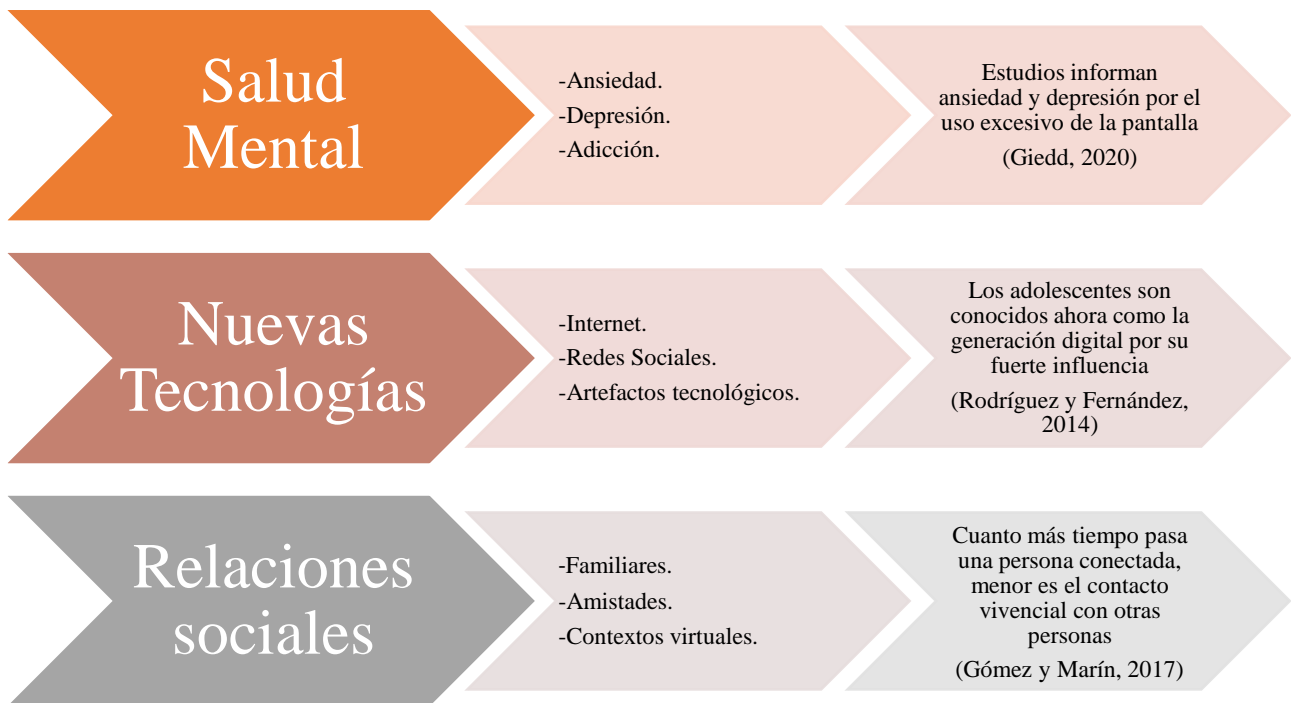 Salud
Mental
-Ansiedad.
-Depresión.
-Adicción.
Estudios informan
ansiedad y depresión por el
uso excesivo de la pantalla
(Giedd, 2020)
Nuevas
Tecnologías
-Internet.
-Redes Sociales.
-Artefactos tecnológicos.
Los adolescentes son
conocidos ahora como la
generación digital por su
fuerte influencia
(Rodríguez y Fernández,
2014)
Relaciones
sociales
-Familiares.
-Amistades.
-Contextos virtuales.
Cuanto más tiempo pasa
una persona conectada,
menor es el contacto
vivencial con otras
personas
(Gómez y Marín, 2017)